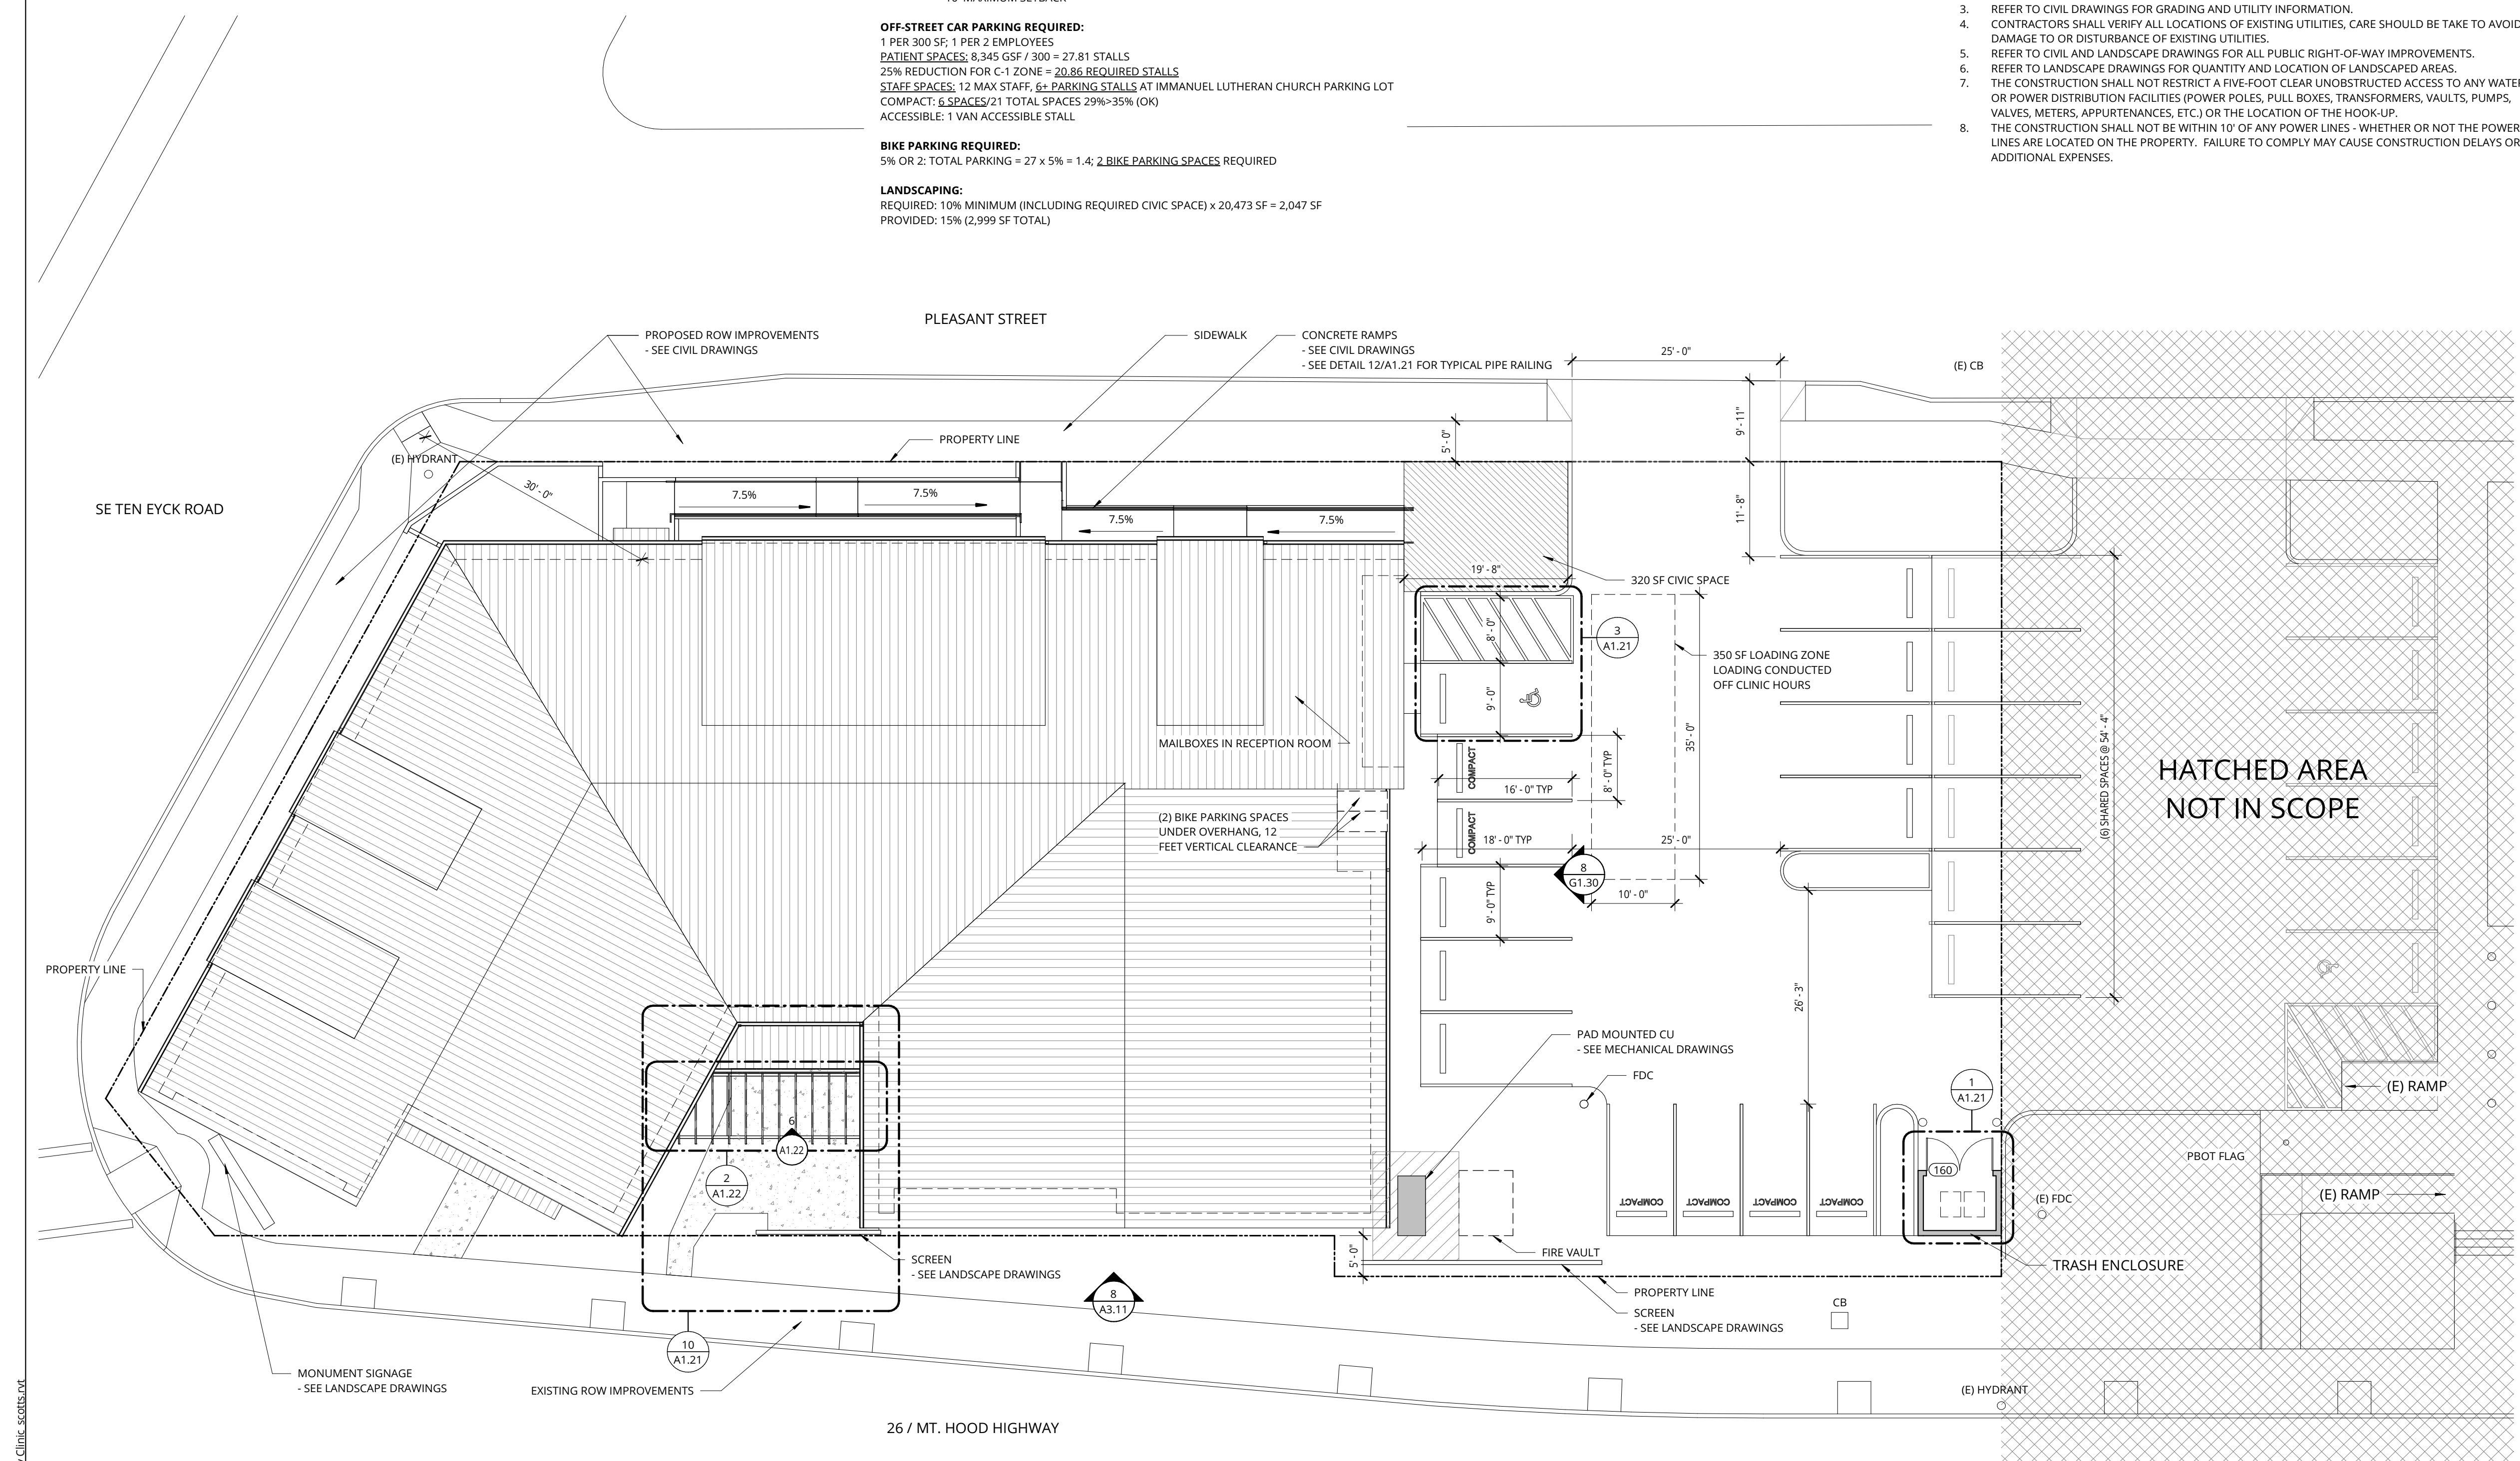 10' MAXIMUM SETBACK
OFF-STREET CAR PARKING REQUIRED:
1 PER 300 SF; 1 PER 2 EMPLOYEES
PATIENT SPACES: 8,345 GSF / 300 = 27.81 STALLS
25% REDUCTION FOR C-1 ZONE = 20.86 REQUIRED STALLS
STAFF SPACES: 12 MAX STAFF, 6+ PARKING STALLS AT IMMANUEL LUTHERAN CHURCH PARKING LOT
COMPACT: 6 SPACES/21 TOTAL SPACES 29%>35% (OK)
ACCESSIBLE: 1 VAN ACCESSIBLE STALL
BIKE PARKING REQUIRED:
5% OR 2: TOTAL PARKING = 27 x 5% = 1.4; 2 BIKE PARKING SPACES REQUIRED
LANDSCAPING:
REQUIRED: 10% MINIMUM (INCLUDING REQUIRED CIVIC SPACE) x 20,473 SF = 2,047 SF
PROVIDED: 15% (2,999 SF TOTAL)
3. REFER TO CIVIL DRAWINGS FOR GRADING AND UTILITY INFORMATION.
4. CONTRACTORS SHALL VERIFY ALL LOCATIONS OF EXISTING UTILITIES, CARE SHOULD BE TAKE TO AVOID
DAMAGE TO OR DISTURBANCE OF EXISTING UTILITIES.
5. REFER TO CIVIL AND LANDSCAPE DRAWINGS FOR ALL PUBLIC RIGHT-OF-WAY IMPROVEMENTS.
6. REFER TO LANDSCAPE DRAWINGS FOR QUANTITY AND LOCATION OF LANDSCAPED AREAS.
7. THE CONSTRUCTION SHALL NOT RESTRICT A FIVE-FOOT CLEAR UNOBSTRUCTED ACCESS TO ANY WATER
OR POWER DISTRIBUTION FACILITIES (POWER POLES, PULL BOXES, TRANSFORMERS, VAULTS, PUMPS,
VALVES, METERS, APPURTENANCES, ETC.) OR THE LOCATION OF THE HOOK-UP.
8. THE CONSTRUCTION SHALL NOT BE WITHIN 10' OF ANY POWER LINES - WHETHER OR NOT THE POWER
LINES ARE LOCATED ON THE PROPERTY. FAILURE TO COMPLY MAY CAUSE CONSTRUCTION DELAYS OR
ADDITIONAL EXPENSES.
PLEASANT STREET
PROPOSED ROW IMPROVEMENTS
- SEE CIVIL DRAWINGS
SIDEWALK
CONCRETE RAMPS
- SEE CIVIL DRAWINGS
- SEE DETAIL 12/A1.21 FOR TYPICAL PIPE RAILING
25' - 0"
(E) CB
9' - 11"
5' - 0"
PROPERTY LINE
(E) HYDRANT
30' - 0"
7.5%
7.5%
7.5%
7.5%
11' - 8"
SE TEN EYCK ROAD
19' - 8"
320 SF CIVIC SPACE
8' - 0"
3
A1.21
350 SF LOADING ZONE
LOADING CONDUCTED
OFF CLINIC HOURS
9' - 0"
MAILBOXES IN RECEPTION ROOM
35' - 0"
COMPACT
8' - 0" TYP
16' - 0" TYP
(6) SHARED SPACES @ 54' - 4"
HATCHED AREA
NOT IN SCOPE
(2) BIKE PARKING SPACES
UNDER OVERHANG, 12
FEET VERTICAL CLEARANCE
COMPACT
18' - 0" TYP
25' - 0"
8
G1.30
9' - 0" TYP
10' - 0"
PROPERTY LINE
26' - 3"
PAD MOUNTED CU
- SEE MECHANICAL DRAWINGS
FDC
1
A1.21
(E) RAMP
6
A1.22
2
A1.22
PBOT FLAG
160
(E) RAMP
(E) FDC
COMPACT
COMPACT
COMPACT
COMPACT
5' - 0"
SCREEN
- SEE LANDSCAPE DRAWINGS
FIRE VAULT
TRASH ENCLOSURE
8
A3.11
PROPERTY LINE
SCREEN
- SEE LANDSCAPE DRAWINGS
CB
10
A1.21
MONUMENT SIGNAGE
- SEE LANDSCAPE DRAWINGS
EXISTING ROW IMPROVEMENTS
(E) HYDRANT
26 / MT. HOOD HIGHWAY
Clinic scotts.rvt